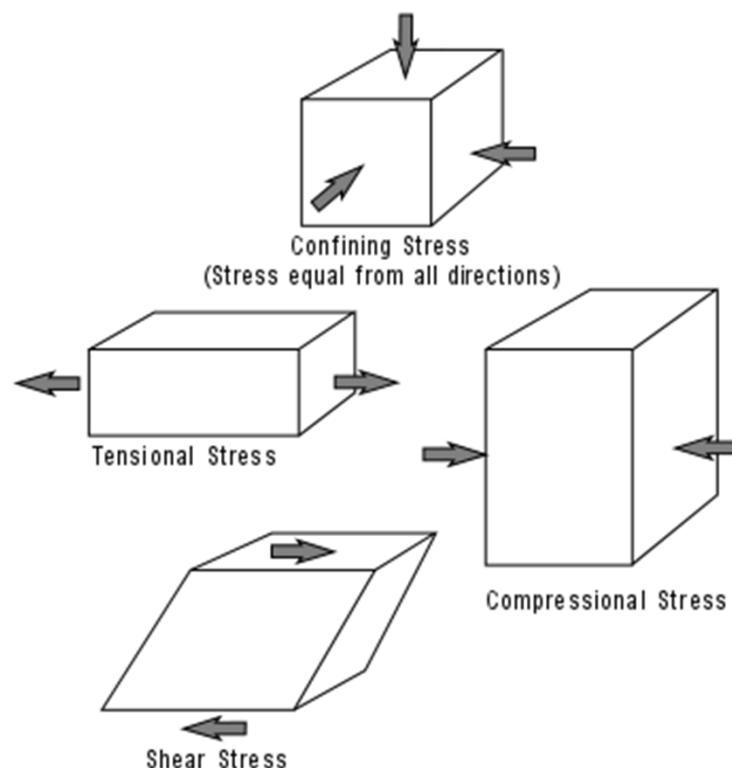 Confining Stress
(Stress equal from all directions)
Tensional Stress
Compressional Stress
Shear Stress